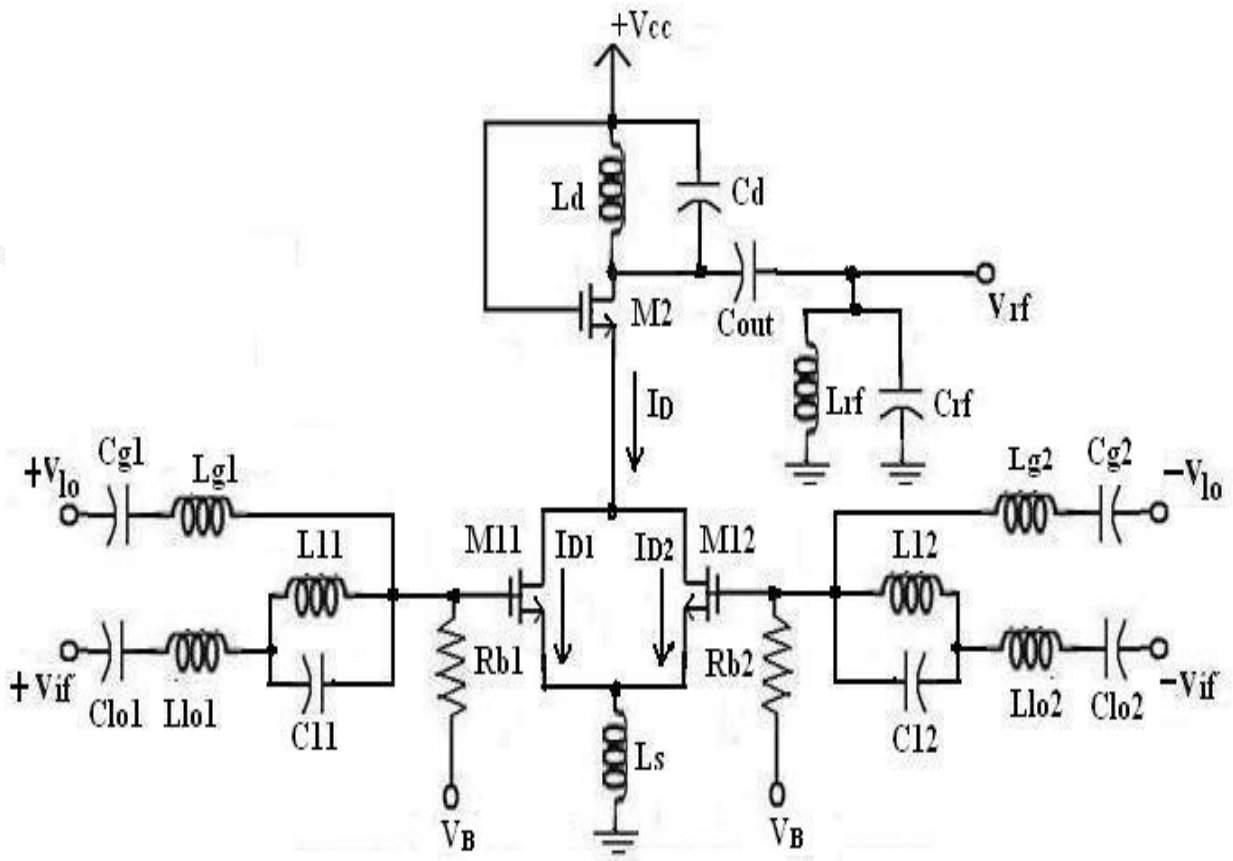 +Vcc
Ld
Cd
M2
Cout
Vrf
ID
Lrf
Crf
+Vlo
Cg1
Lg1
Lg2
Cg2
-Vlo
L11
M11
ID1
ID2
M12
L12
+Vif
Clo1
Llo1
C11
Rb1
Rb2
C12
Llo2
Clo2
-Vif
Ls
VB
VB